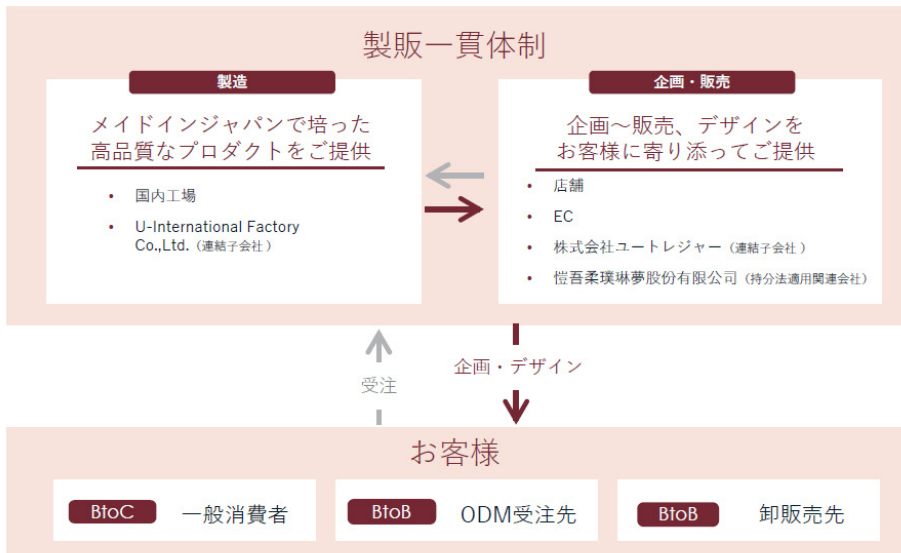 製販一貫体制
製造
メイドインジャパンで培った
高品質なプロダクトをご提供
• 国内工場
• U-International Factory
Co.,Ltd.（連結子会社 ）
企画・販売
企画～販売、デザインを
お客様に寄り添ってご提供
• 店舗
• EC
• 株式会社ユートレジャー（連結子会社 ）
• 愷吾柔璞琳夢股份有限公司（持分法適用関連会社）
受注
企画・デザイン
お客様
BtoC 一般消費者
BtoB ODM受注先
BtoB 卸販売先